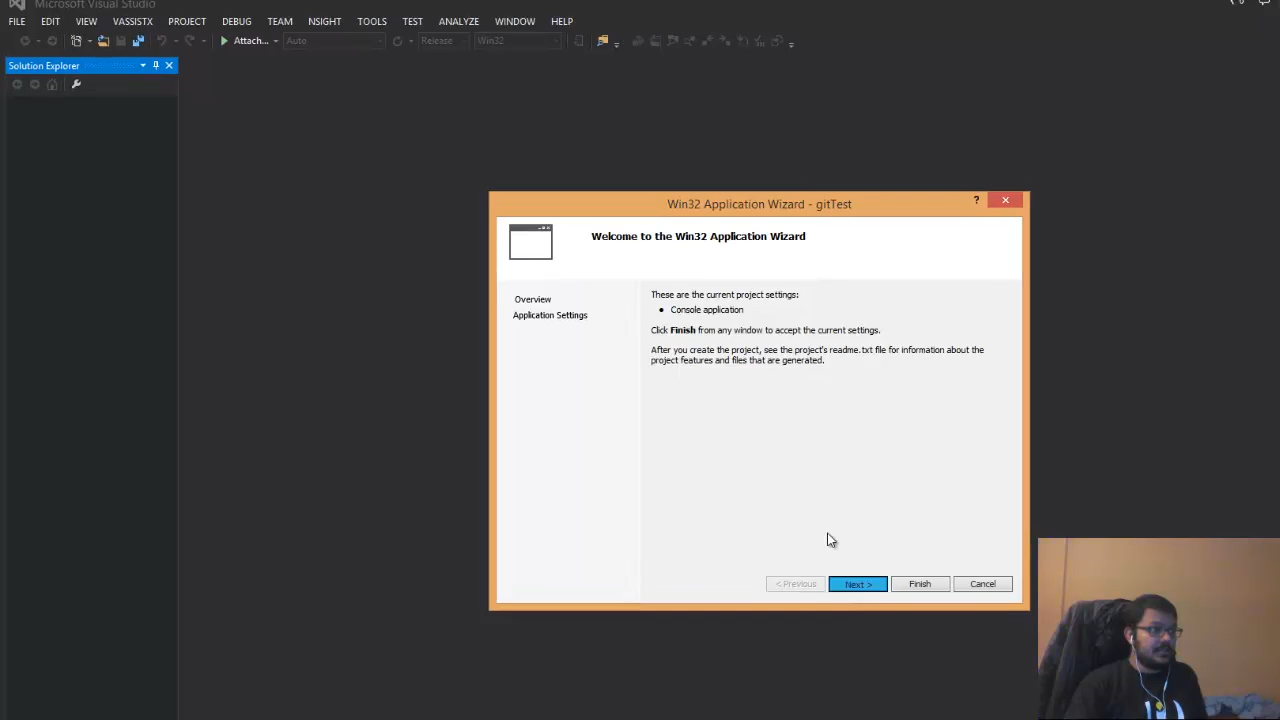 Microsoft Visual Studio
FILE EDIT VIEW VASSISTX PROJECT DEBUG TEAM NSIGHT TOOLS TEST ANALYZE WINDOW HELP
Attach... Auto Release Win32
Solution Explorer
Win32 Application Wizard - gitTest
?
Welcome to the Win32 Application Wizard
Overview
Application Settings
These are the current project settings:
• Console application
Click Finish from any window to accept the current settings.
After you create the project, see the project's readme.txt file for information about the
project features and files that are generated.
< Previous Next > Finish Cancel